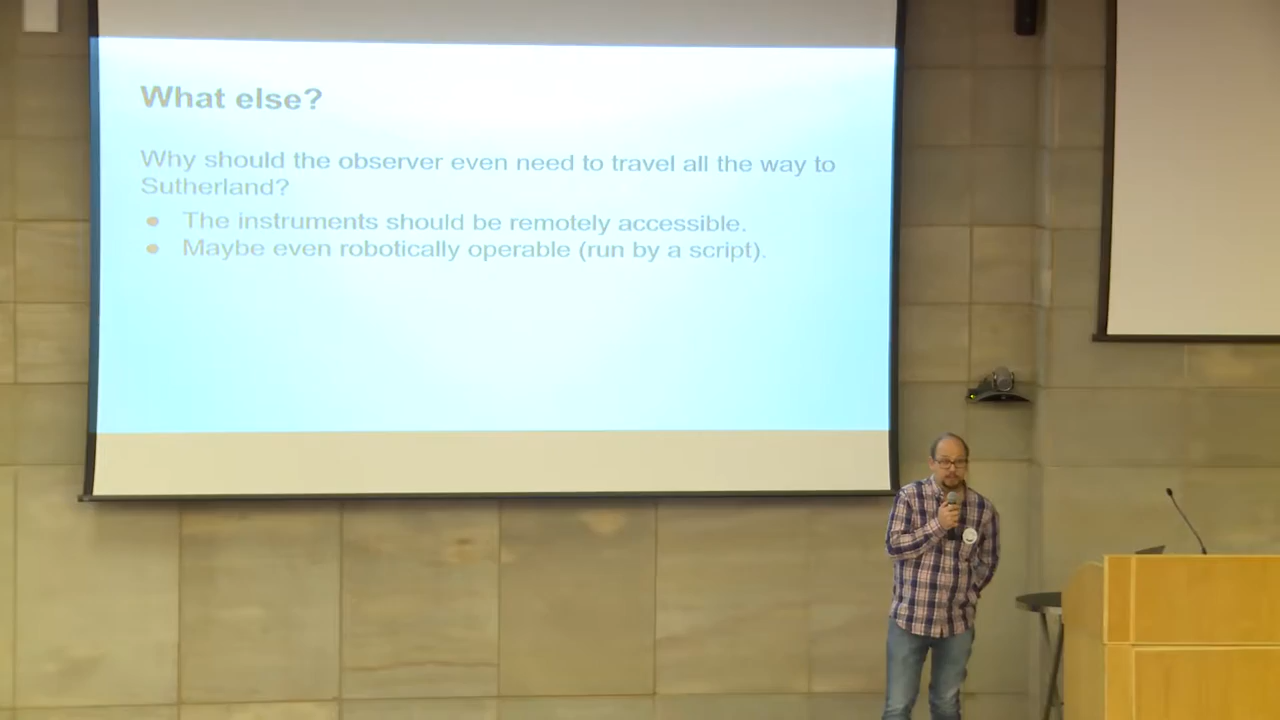 What else?
Why should the observer even need to travel all the way to
Sutherland?
● The instruments should be remotely accessible.
● Maybe even robotically operable (run by a script).